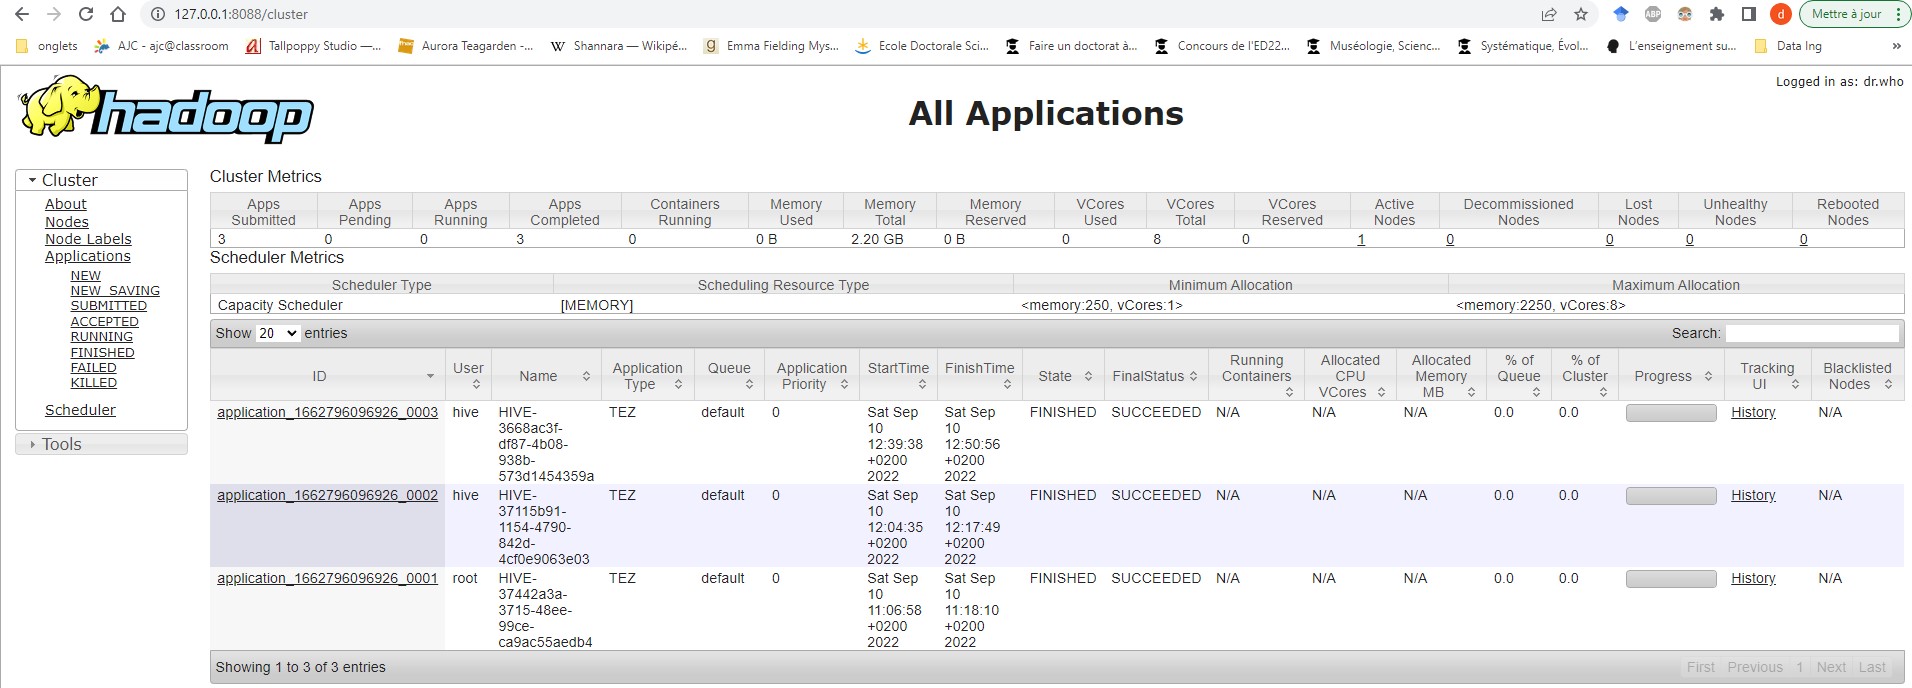 127.0.0.1:8088/cluster
ABP
d
Mettre à jour
onglets AJC - ajc@classroom Tallpoppy Studio —... Aurora Teagarden -... W Shannara — Wikipé... g Emma Fielding Mys... Ecole Doctorale Sci... Faire un doctorat à... Concours de l'ED22... Muséologie, Scienc... Systématique, Évol... L'enseignement su... Data Ing »
Logged in as: dr.who
hadoop
All Applications
Cluster
About
Nodes
Node Labels
Applications
NEW
NEW_SAVING
SUBMITTED
ACCEPTED
RUNNING
FINISHED
FAILED
KILLED
Scheduler
Tools
Cluster Metrics
Apps Apps Apps Apps Containers Memory Memory Memory VCores VCores VCores Active Decommissioned Lost Unhealthy Rebooted
Submitted Pending Running Completed Running Used Total Reserved Used Total Reserved Nodes Nodes Nodes Nodes Nodes
3 0 0 3 0 0 B 2.20 GB 0 B 0 8 0 1 0 0 0 0
Scheduler Metrics
Scheduler Type Scheduling Resource Type Minimum Allocation Maximum Allocation
Capacity Scheduler [MEMORY] <memory:250, vCores:1> <memory:2250, vCores:8>
Show 20 entries Search:
ID User Name Application Type Queue Application Priority StartTime FinishTime State FinalStatus Running Containers Allocated CPU VCores Allocated Memory MB % of Queue % of Cluster Progress Tracking UI Blacklisted Nodes
application_1662796096926_0003 hive HIVE- TEZ default 0 Sat Sep Sat Sep FINISHED SUCCEEDED N/A N/A N/A 0.0 0.0 History N/A
3668ac3f- 10 10
df87-4b08- 12:39:38 12:50:56
938b- +0200 +0200
573d1454359a 2022 2022
application_1662796096926_0002 hive HIVE- TEZ default 0 Sat Sep Sat Sep FINISHED SUCCEEDED N/A N/A N/A 0.0 0.0 History N/A
37115b91- 10 10
1154-4790- 12:04:35 12:17:49
842d- +0200 +0200
4cf0e9063e03 2022 2022
application_1662796096926_0001 root HIVE- TEZ default 0 Sat Sep Sat Sep FINISHED SUCCEEDED N/A N/A N/A 0.0 0.0 History N/A
37442a3a- 10 10
3715-48ee- 11:06:58 11:18:10
99ce- +0200 +0200
ca9ac55aedb4 2022 2022
Showing 1 to 3 of 3 entries First Previous 1 Next Last